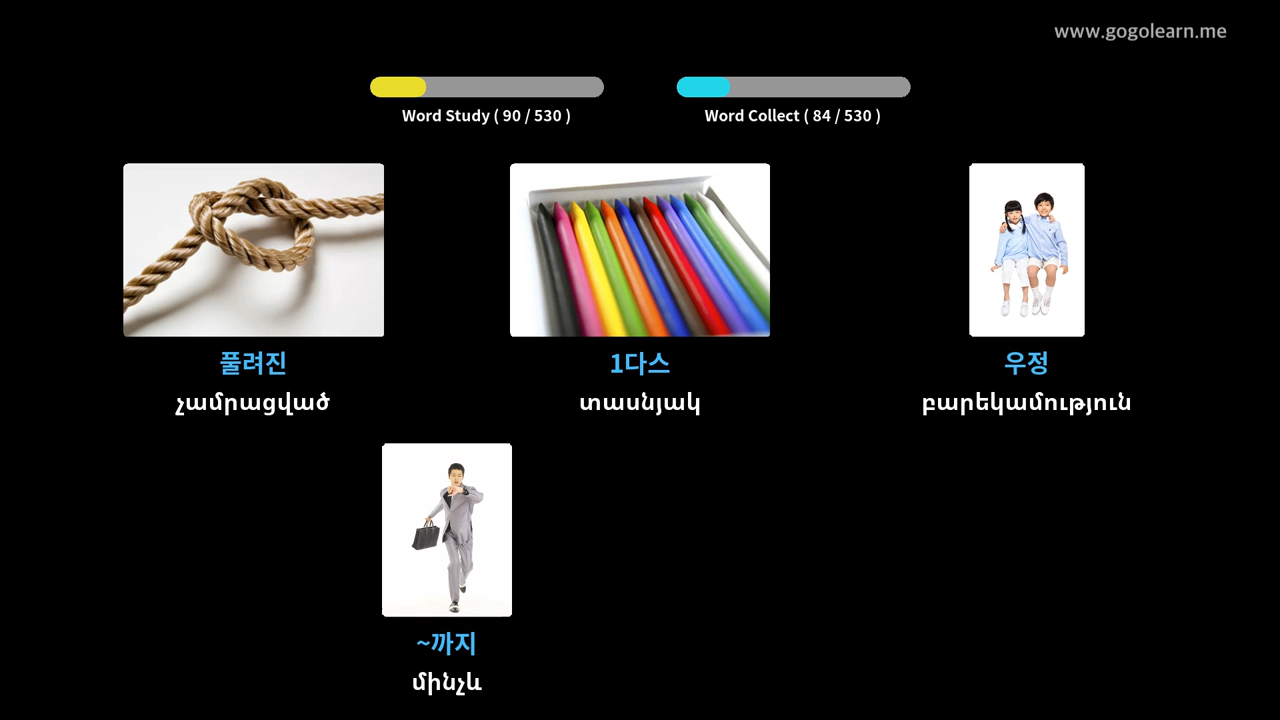 www.gogolearn.me
Word Study ( 90 / 530 )
Word Collect ( 84 / 530 )
풀려진
1다스
우정
չամրացված
տասնյակ
բարեկամություն
~까지
մինչև